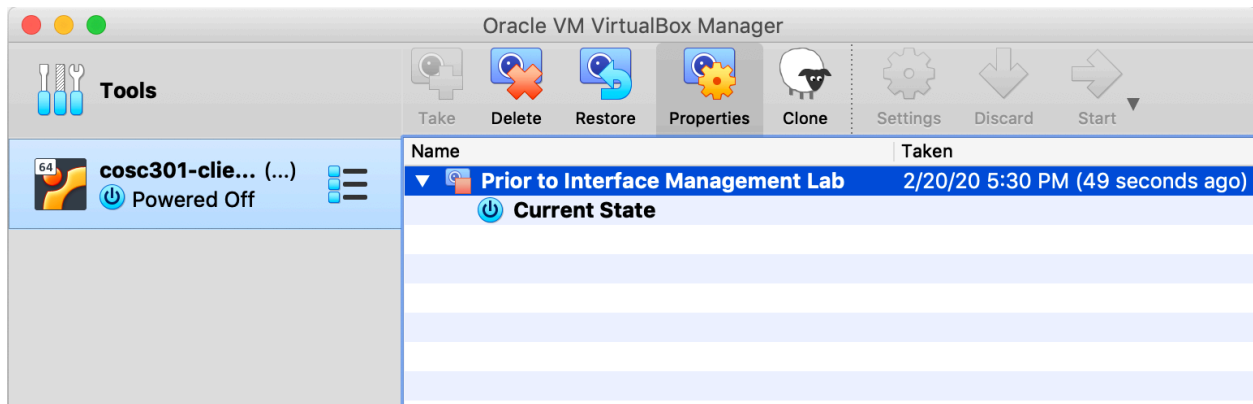 Oracle VM VirtualBox Manager
Tools
Take Delete Restore Properties Clone Settings Discard Start
Name Taken
64
cosc301-clie... (...)
Powered Off
Prior to Interface Management Lab 2/20/20 5:30 PM (49 seconds ago)
Current State